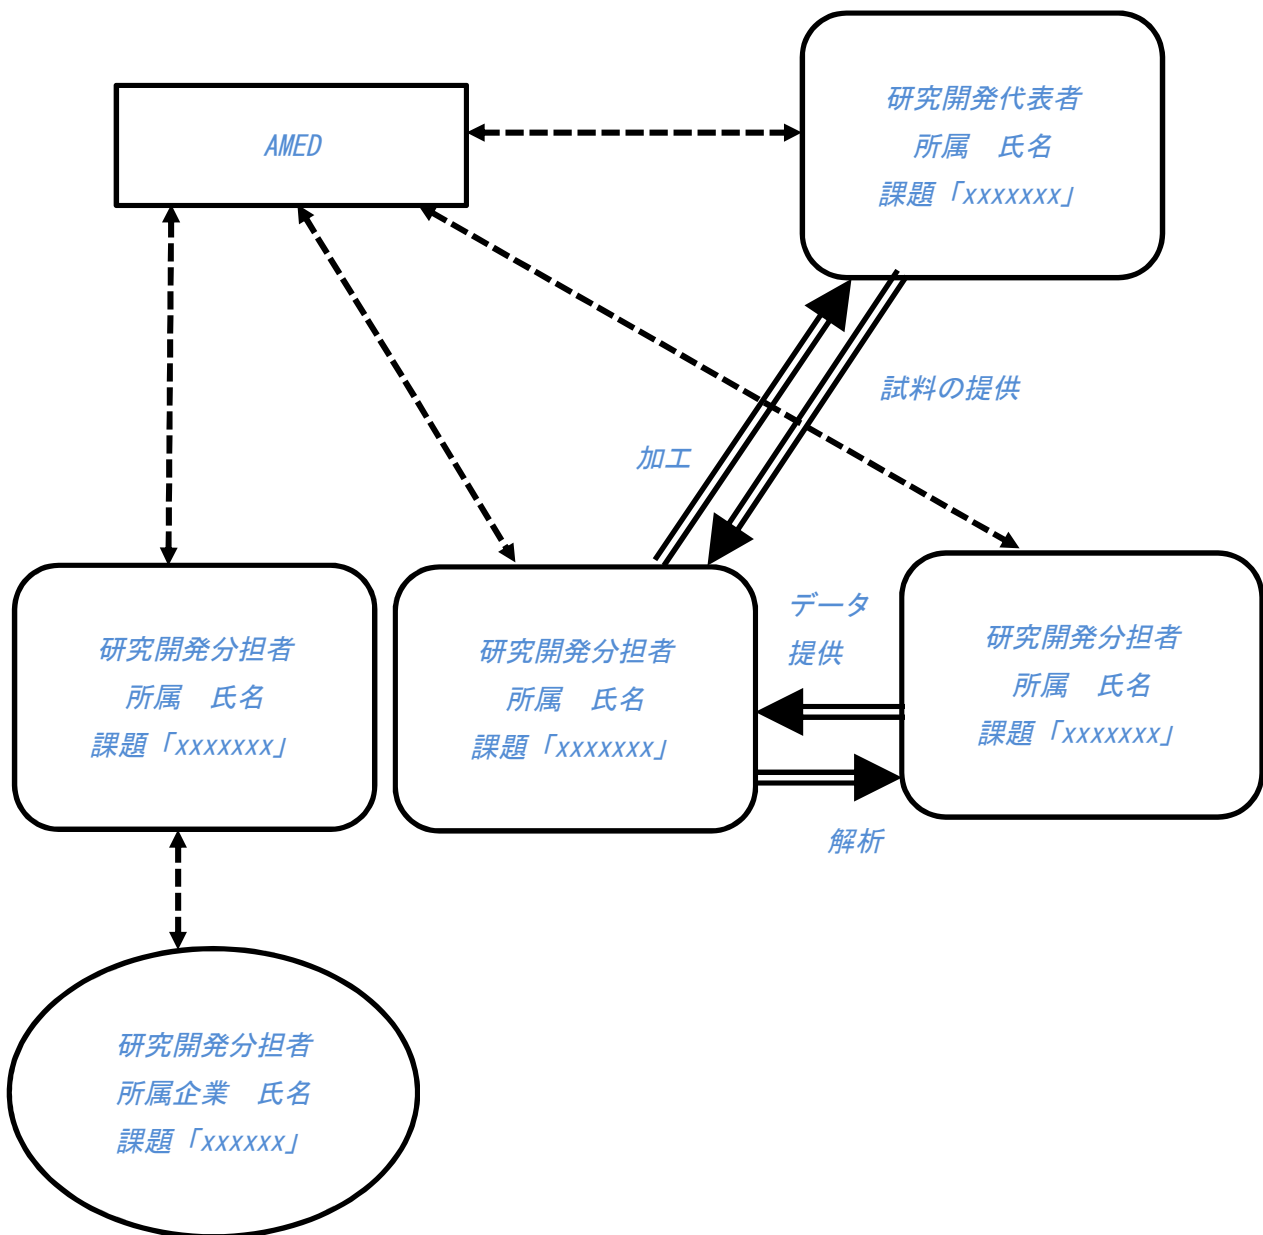 研究開発代表者
所属　氏名
課題「xxxxxxx」
AMED
試料の提供
加工
データ
提供
研究開発分担者
所属　氏名
課題「xxxxxxx」
研究開発分担者
所属　氏名
課題「xxxxxxx」
研究開発分担者
所属　氏名
課題「xxxxxxx」
解析
研究開発分担者
所属企業　氏名
課題「xxxxxx」